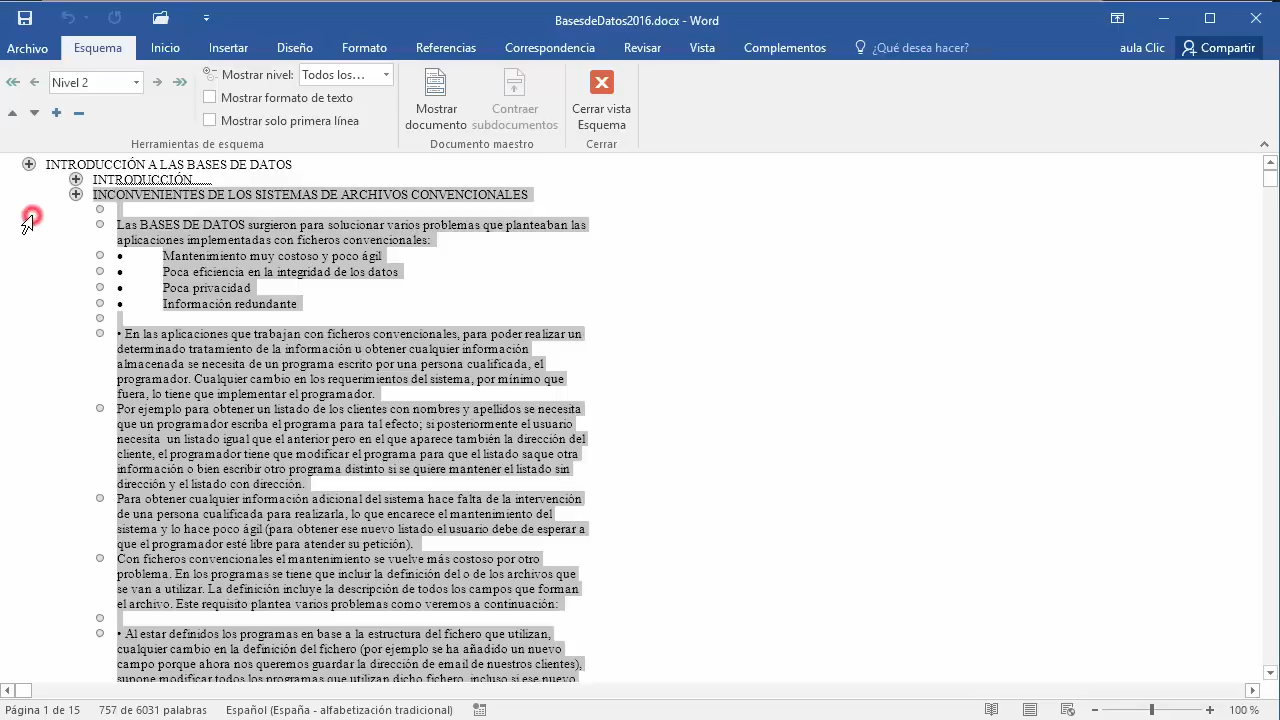 BasesdeDatos2016.docx - Word
Archivo Esquema Inicio Insertar Diseño Formato Referencias Correspondencia Revisar Vista Complementos ¿Qué desea hacer? aula Clic Compartir
Nivel 2
Mostrar nivel: Todos los...
Mostrar formato de texto
Mostrar solo primera línea
Herramientas de esquema
Mostrar documento
Contraer subdocumentos
Documento maestro
Cerrar vista Esquema
Cerrar
INTRODUCCIÓN A LAS BASES DE DATOS
INTRODUCCIÓN
INCONVENIENTES DE LOS SISTEMAS DE ARCHIVOS CONVENCIONALES
Las BASES DE DATOS surgieron para solucionar varios problemas que planteaban las
aplicaciones implementadas con ficheros convencionales:
• Mantenimiento muy costoso y poco ágil
• Poca eficiencia en la integridad de los datos
• Poca privacidad
• Información redundante
• En las aplicaciones que trabajan con ficheros convencionales, para poder realizar un
determinado tratamiento de la información u obtener cualquier información
almacenada se necesita de un programa escrito por una persona cualificada, el
programador. Cualquier cambio en los requerimientos del sistema, por mínimo que
fuera, lo tiene que implementar el programador.
Por ejemplo para obtener un listado de los clientes con nombres y apellidos se necesita
que un programador escriba el programa para tal efecto; si posteriormente el usuario
necesita un listado igual que el anterior pero en el que aparece también la dirección del
cliente, el programador tiene que modificar el programa para que el listado saque otra
información o bien escribir otro programa distinto si se quiere mantener el listado sin
dirección y el listado con dirección.
Para obtener cualquier información adicional del sistema hace falta de la intervención
de una persona cualificada para realizarla, lo que encarece el mantenimiento del
sistema y lo hace poco ágil (para obtener ese nuevo listado el usuario debe de esperar a
que el programador esté libre para atender su petición).
Con ficheros convencionales el mantenimiento se vuelve más costoso por otro
problema. En los programas se tiene que incluir la definición del o de los archivos que
se van a utilizar. La definición incluye la descripción de todos los campos que forman
el archivo. Este requisito plantea varios problemas como veremos a continuación:
• Al estar definidos los programas en base a la estructura del fichero que utilizan,
cualquier cambio en la definición del fichero (por ejemplo se ha añadido un nuevo
campo porque ahora nos queremos guardar la dirección de email de nuestros clientes),
supone modificar todos los programas que utilizan dicho fichero, incluso si ese nuevo
Página 1 de 15 757 de 6031 palabras Español (España - alfabetización tradicional) 100 %